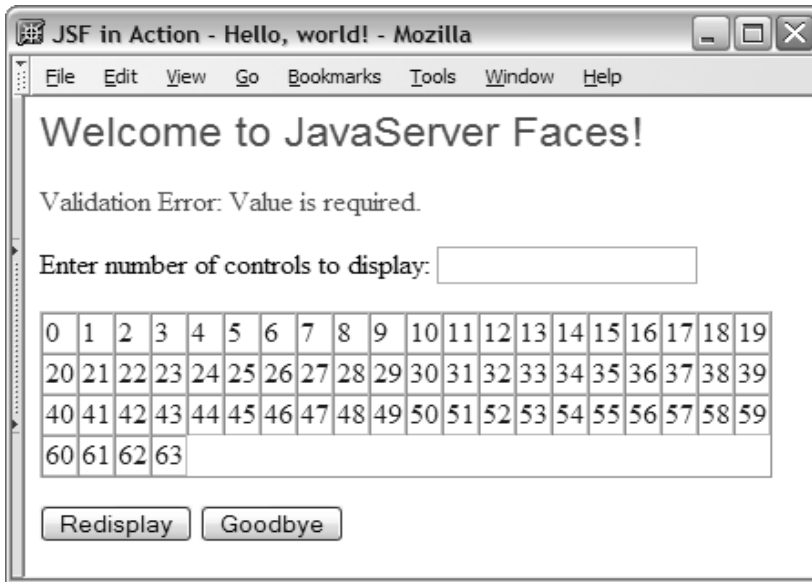 JSF in Action - Hello, world! - Mozilla
File Edit View Go Bookmarks Tools Window Help
Welcome to JavaServer Faces!
Validation Error: Value is required.
Enter number of controls to display:
0 1 2 3 4 5 6 7 8 9 10 11 12 13 14 15 16 17 18 19
20 21 22 23 24 25 26 27 28 29 30 31 32 33 34 35 36 37 38 39
40 41 42 43 44 45 46 47 48 49 50 51 52 53 54 55 56 57 58 59
60 61 62 63
Redisplay Goodbye